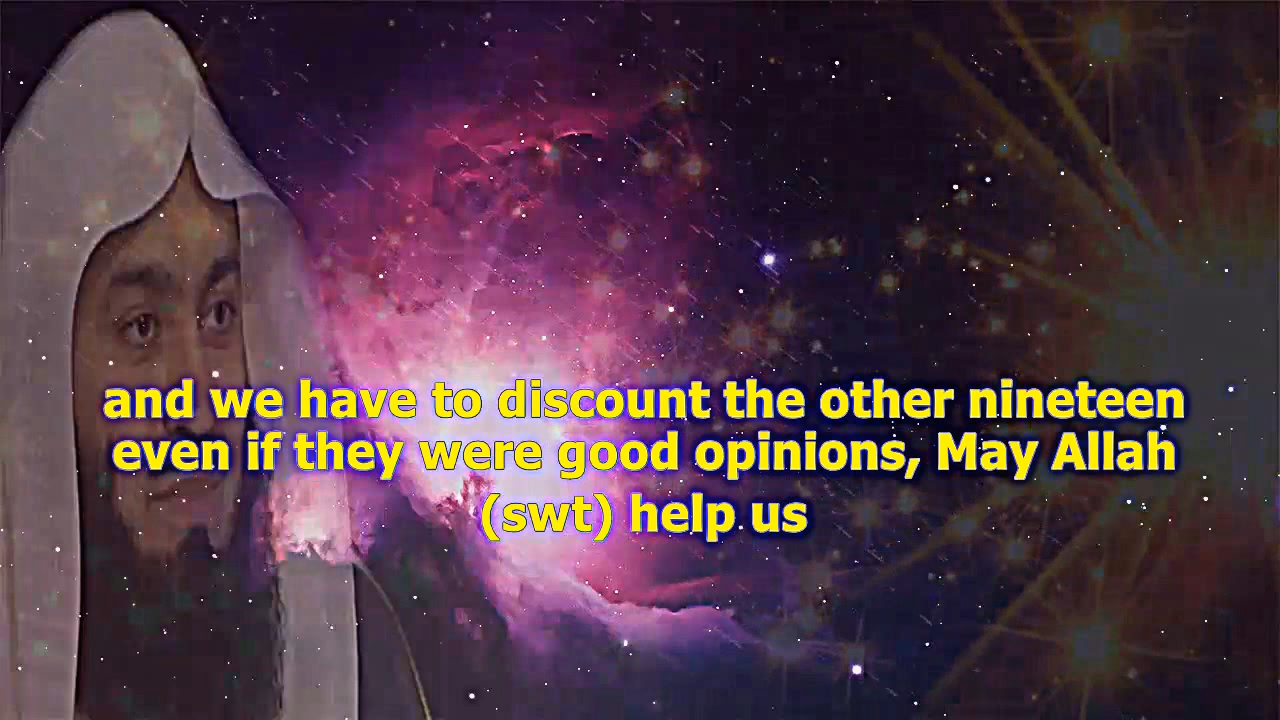 and we have to discount the other nineteen
even if they were good opinions, May Allah
(swt) help us